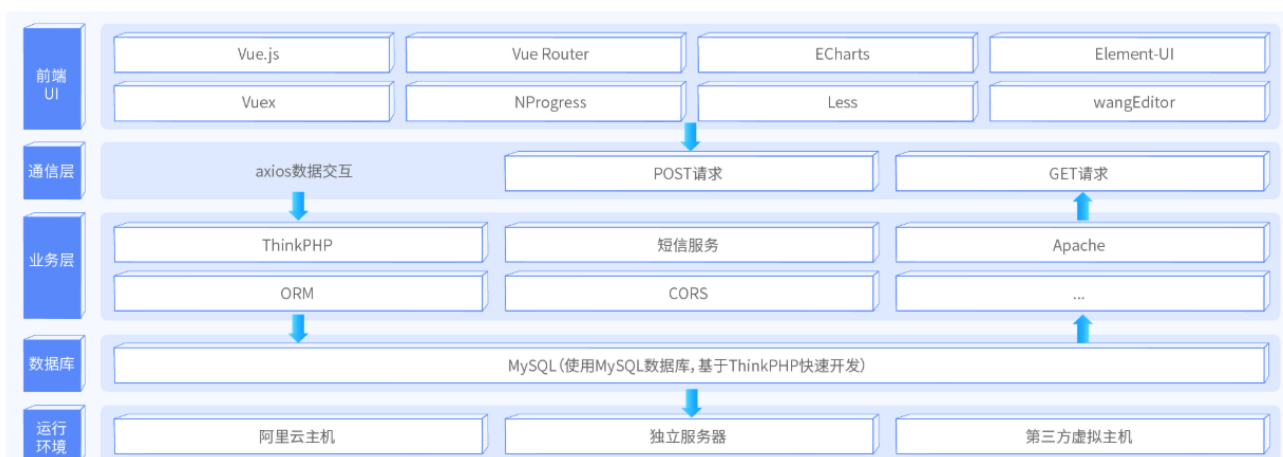 前端
UI
Vue.js
Vue Router
ECharts
Element-UI
Vuex
NProgress
Less
wangEditor
通信层
axios数据交互
POST请求
GET请求
业务层
ThinkPHP
短信服务
Apache
ORM
CORS
...
数据库
MySQL(使用MySQL数据库,基于ThinkPHP快速开发)
运行
环境
阿里云主机
独立服务器
第三方虚拟主机